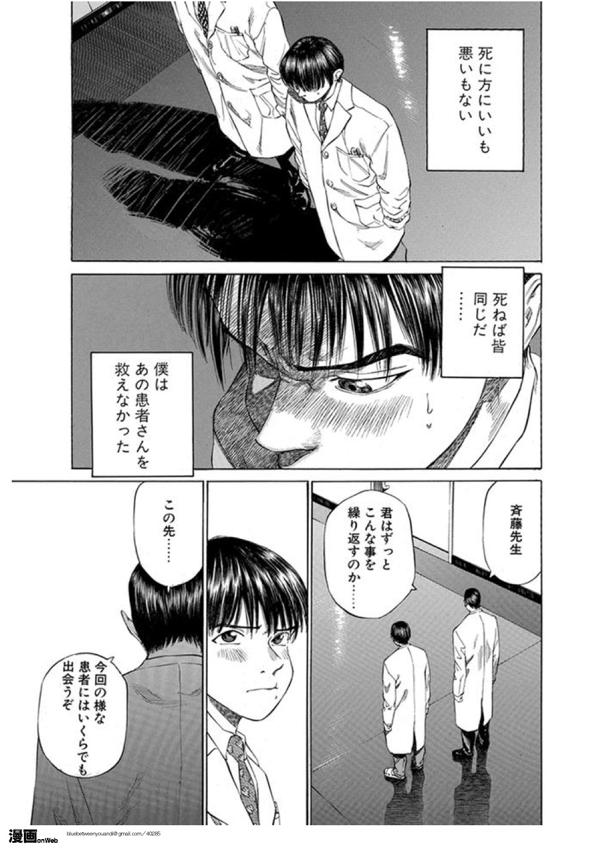 死に方にいいも
悪いもない
死ねば皆
同じだ
……
僕は
あの患者さんを
救えなかった
斉藤先生
君はずっと
こんな事を
繰り返すのか……
この先……
今回の様な
患者にはいくらでも
出会うぞ
漫画onWeb
bluebetweenyouandi@gmail.com／40285